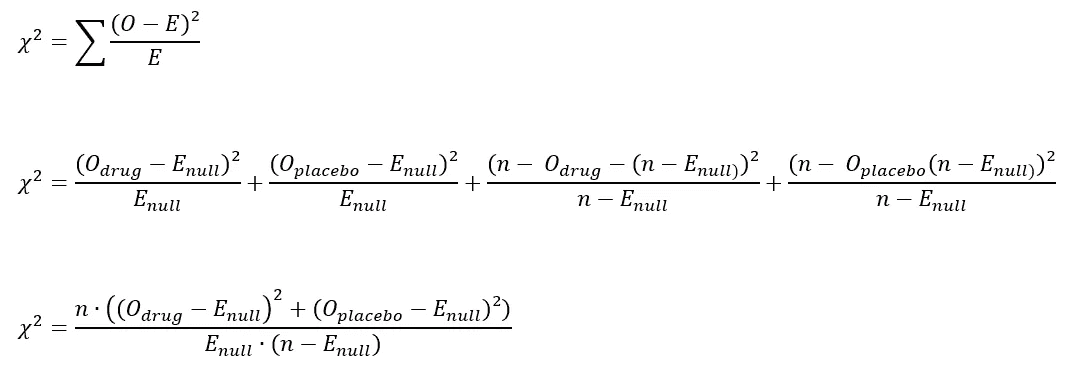 χ² = ∑ (O − E)² / E
χ² = (O_drug − E_null)² / E_null + (O_placebo − E_null)² / E_null + (n − O_drug − (n − E_null))² / (n − E_null) + (n − O_placebo(n − E_null))² / (n − E_null)
χ² = n · ((O_drug − E_null)² + (O_placebo − E_null)²) / E_null · (n − E_null)